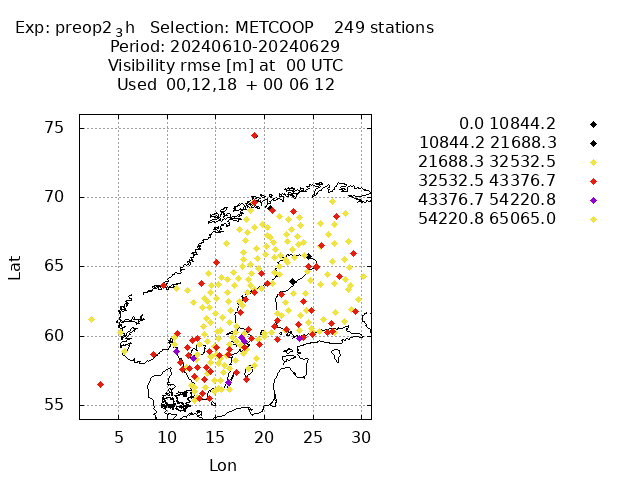 Exp: preop2₃h Selection: METCOOP 249 stations
Period: 20240610-20240629
Visibility rmse [m] at 00 UTC
Used 00,12,18 + 00 06 12
0.0 10844.2
10844.2 21688.3
21688.3 32532.5
32532.5 43376.7
43376.7 54220.8
54220.8 65065.0
75
70
65
60
55
Lat
5 10 15 20 25 30
Lon